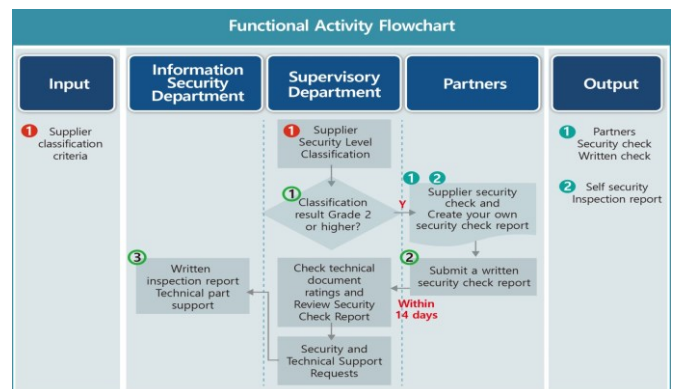 Functional Activity Flowchart
Input
Information
Security
Department
Supervisory
Department
Partners
Output
1 Supplier
classification
criteria
1 Supplier
Security Level
Classification
1 Classification
result Grade 2
or higher?
Y
1 2
Supplier security
check and
Create your own
security check report
2 Submit a written
security check report
Within
14 days
Check technical
document
ratings and
Review Security
Check Report
Security and
Technical Support
Requests
3 Written
inspection report
Technical part
support
1 Partners
Security check
Written check
2 Self security
Inspection report